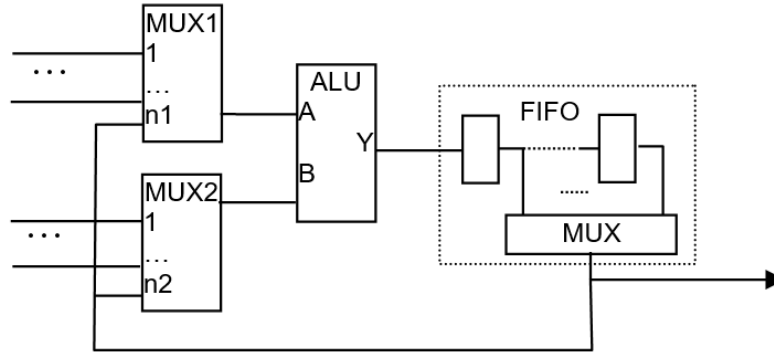 MUX1
1
...
...
n1
ALU
A
B
Y
FIFO
......
MUX
MUX2
1
...
...
n2